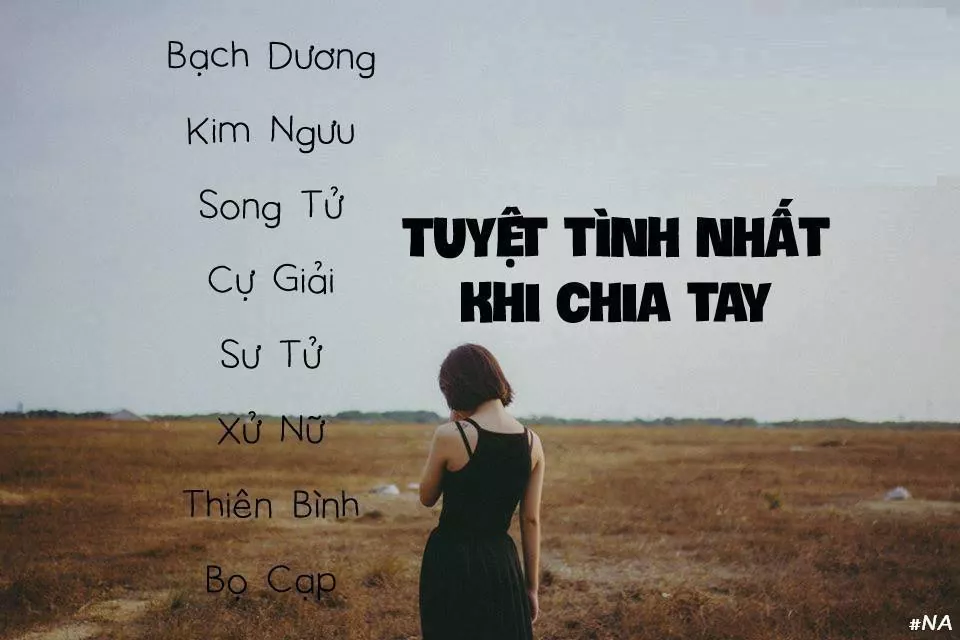 Bạch Dương
Kim Ngưu
Song Tử
Cự Giải
Sư Tử
Xử Nữ
Thiên Bình
Bọ Cạp
TUYỆT TÌNH NHẤT
KHI CHIA TAY
#NA